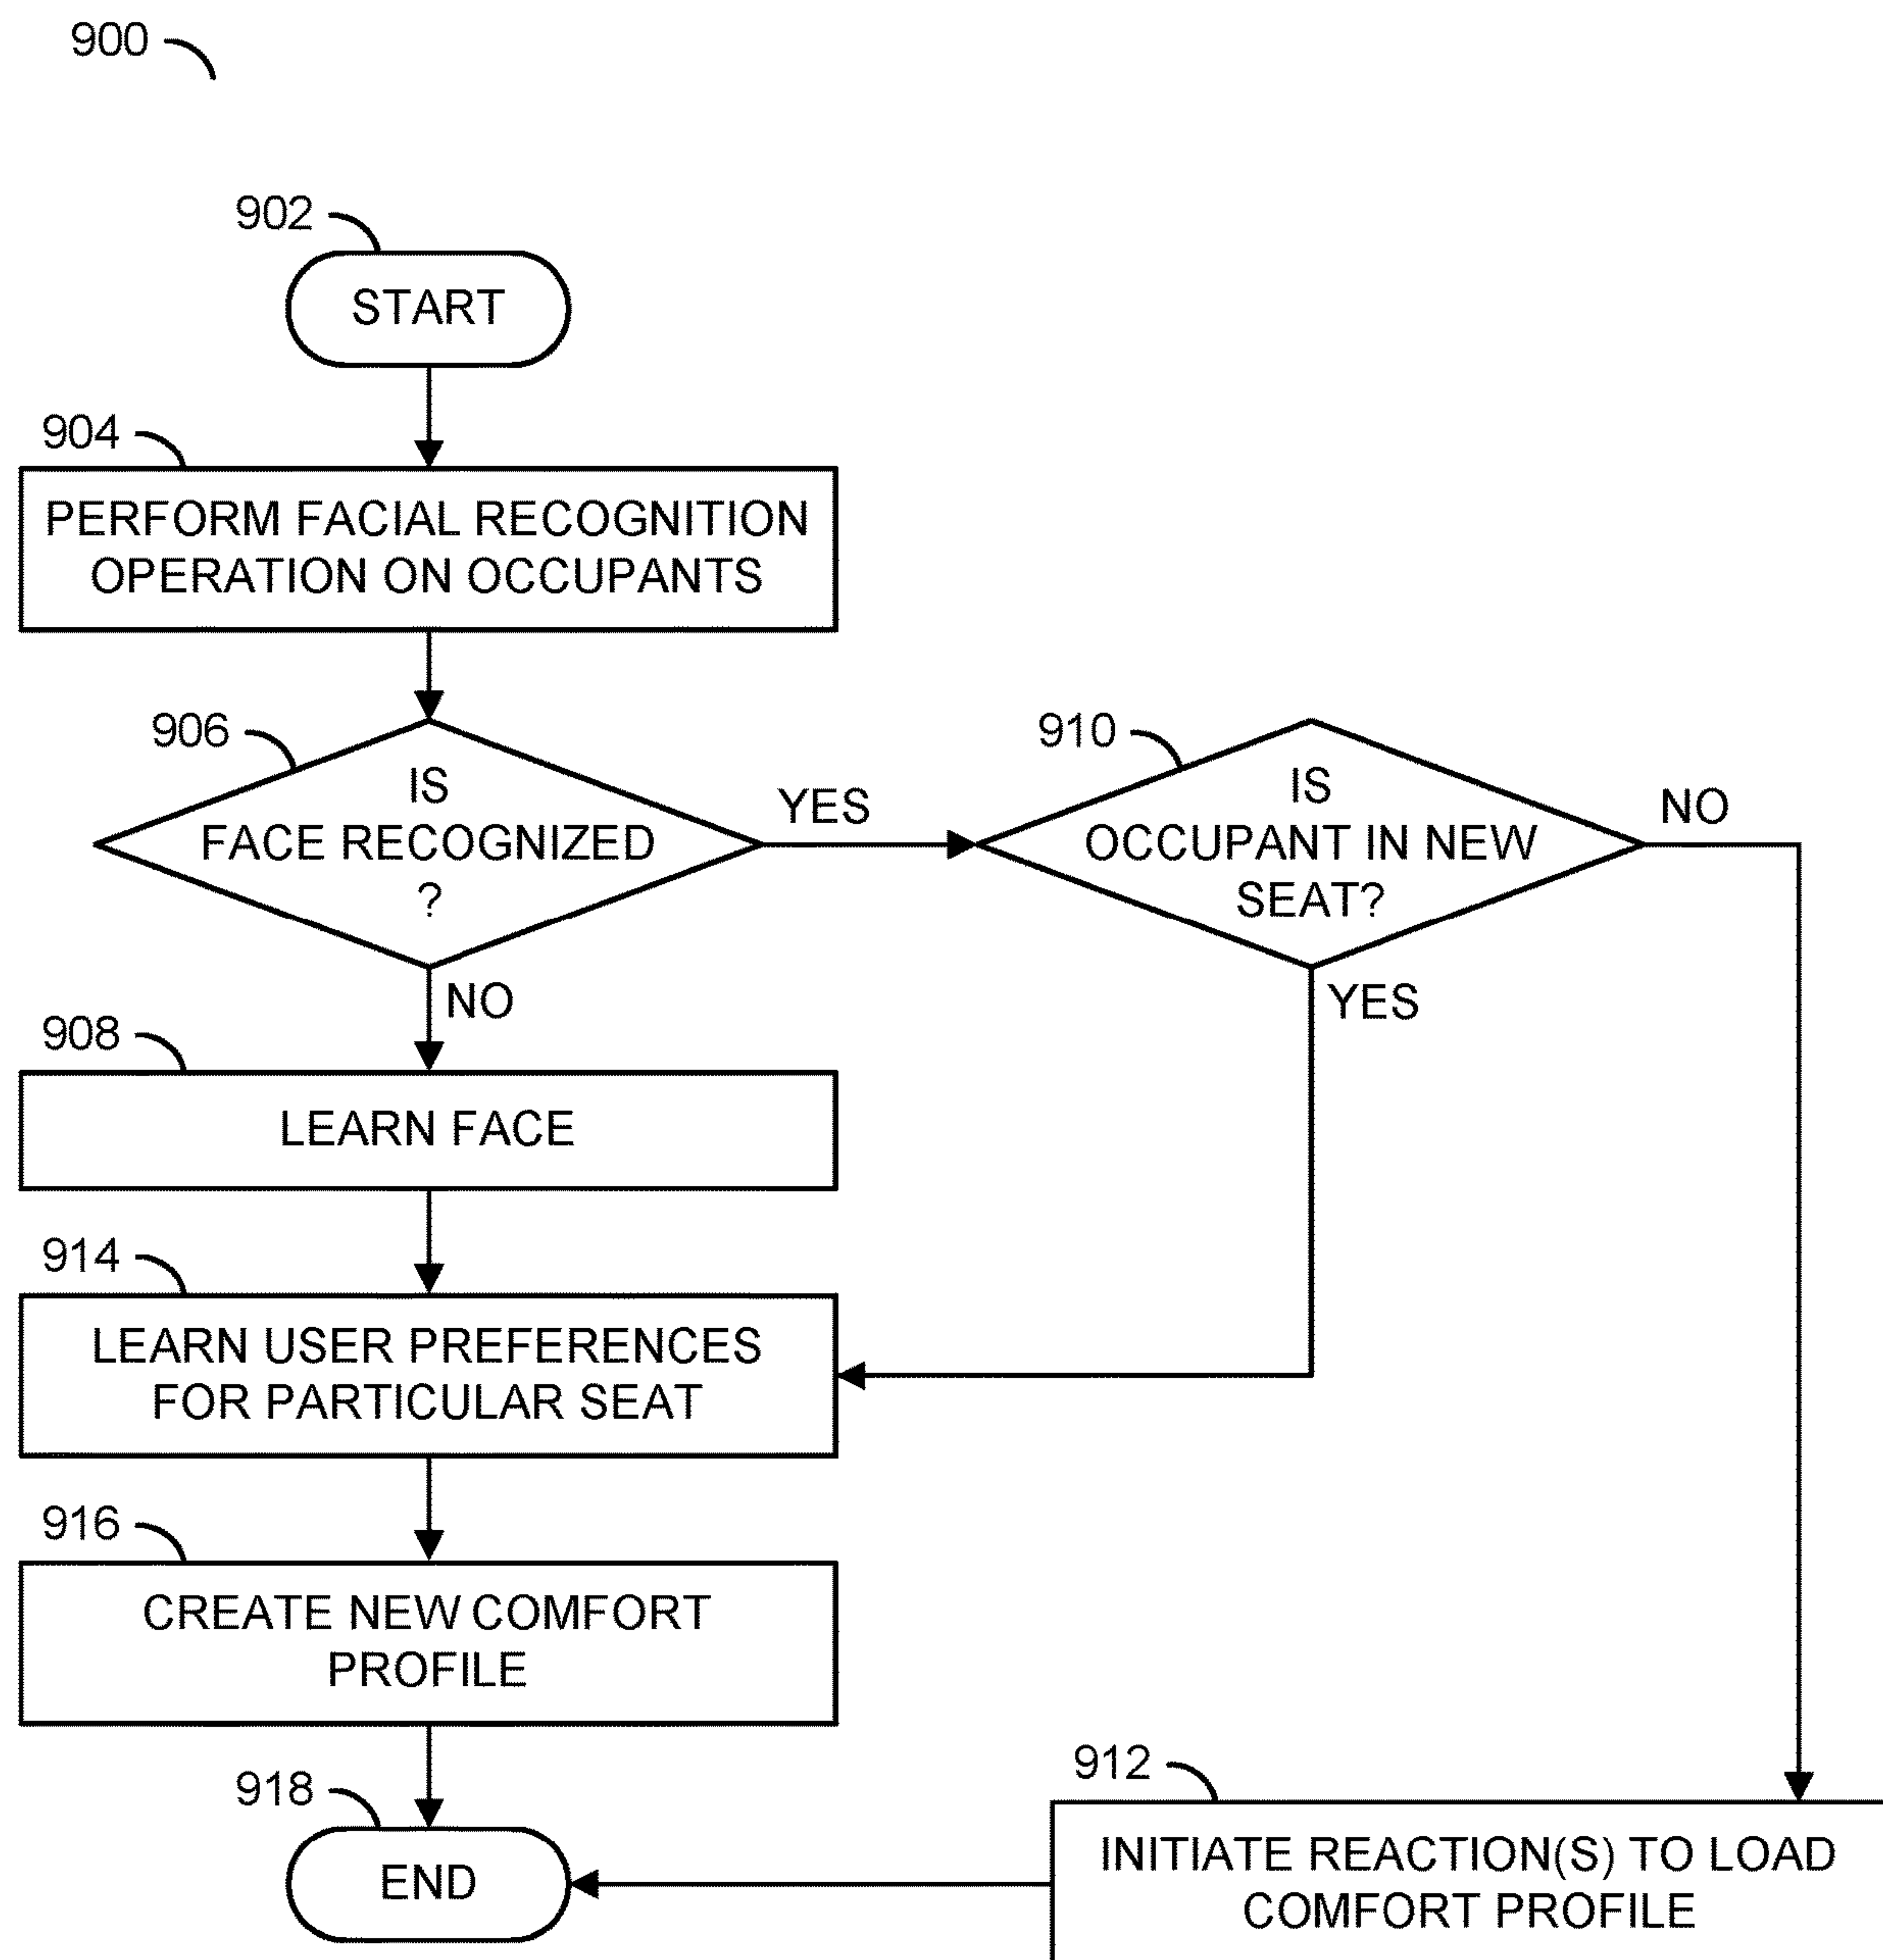 900
902
START
904
PERFORM FACIAL RECOGNITION
OPERATION ON OCCUPANTS
906
IS
FACE RECOGNIZED
?
YES
910
IS
OCCUPANT IN NEW
SEAT?
NO
NO
YES
908
LEARN FACE
914
LEARN USER PREFERENCES
FOR PARTICULAR SEAT
916
CREATE NEW COMFORT
PROFILE
918
END
912
INITIATE REACTION(S) TO LOAD
COMFORT PROFILE